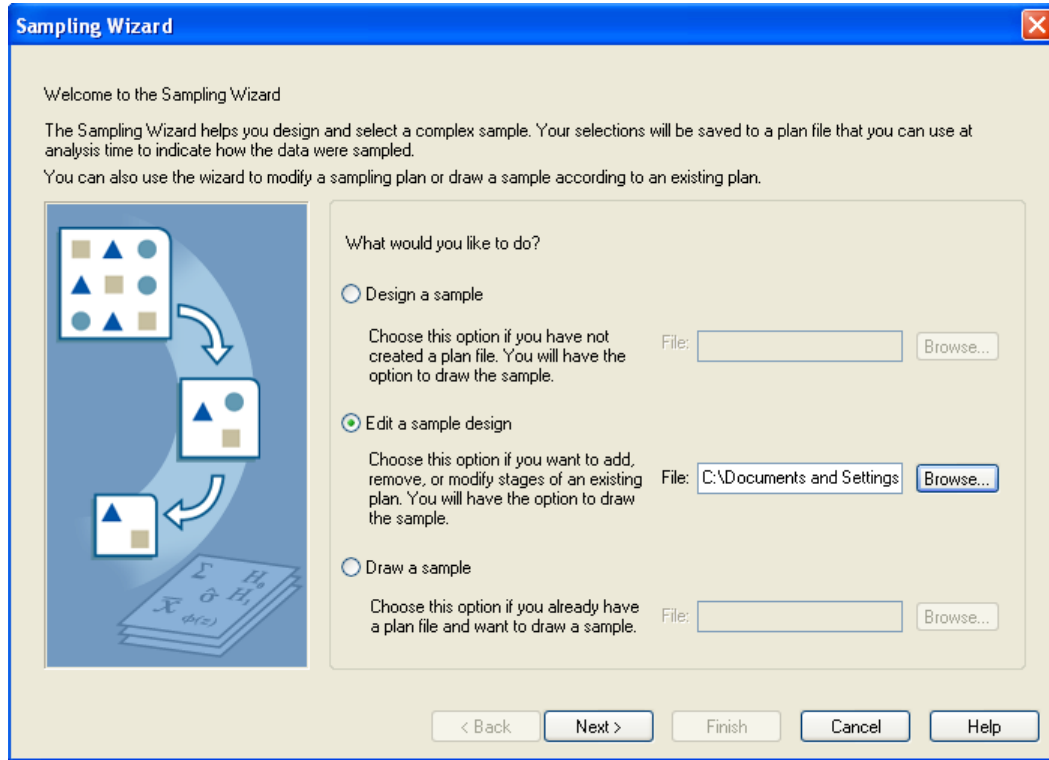 Sampling Wizard
Welcome to the Sampling Wizard
The Sampling Wizard helps you design and select a complex sample. Your selections will be saved to a plan file that you can use at
analysis time to indicate how the data were sampled.
You can also use the wizard to modify a sampling plan or draw a sample according to an existing plan.
What would you like to do?
Design a sample
Choose this option if you have not
created a plan file. You will have the
option to draw the sample.
File:
Browse...
Edit a sample design
Choose this option if you want to add,
remove, or modify stages of an existing
plan. You will have the option to draw
the sample.
File: C:\Documents and Settings
Browse...
Draw a sample
Choose this option if you already have
a plan file and want to draw a sample.
File:
Browse...
Σ H₀
x̅ σ̂ H₁
ϕ(z)
< Back Next > Finish Cancel Help